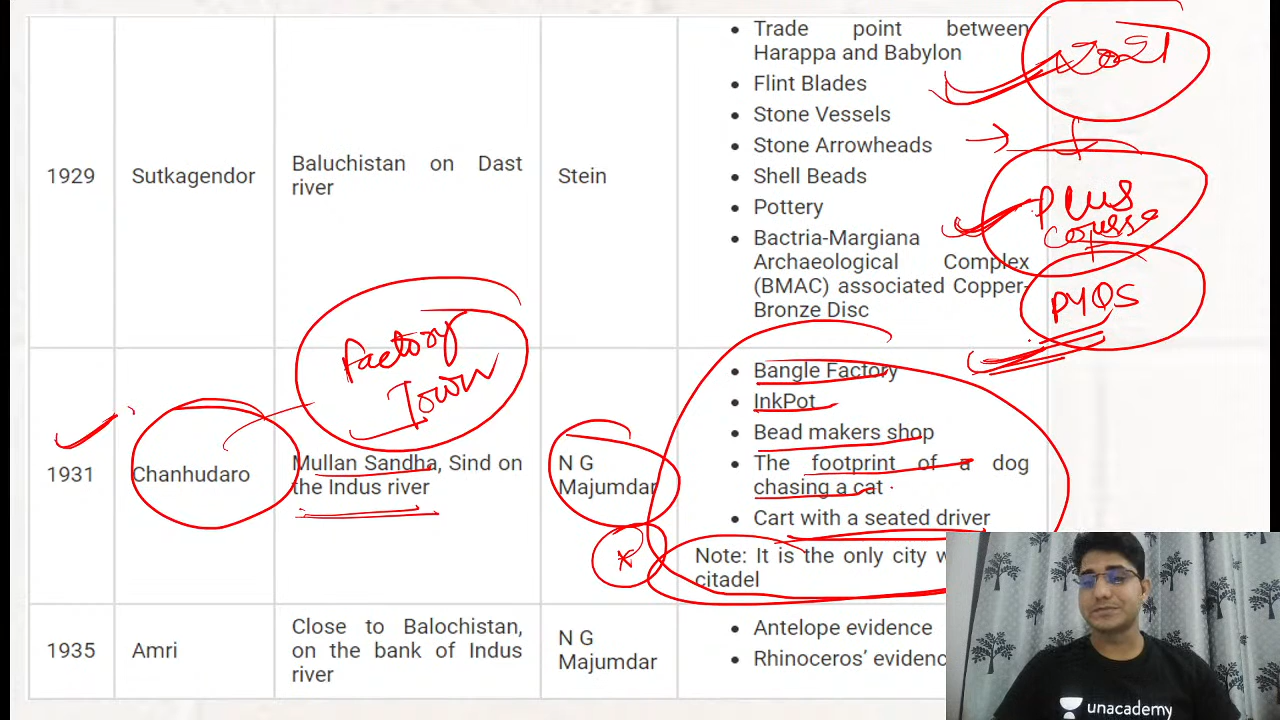 Trade point between
Harappa and Babylon
Flint Blades
Stone Vessels
Stone Arrowheads
Shell Beads
Pottery
Bactria-Margiana
Archaeological Complex
(BMAC) associated Copper-
Bronze Disc
1929
Sutkagendor
Baluchistan on Dast
river
Stein
2021
Plus
Course
PYQS
Factory
Town
1931
Chanhudaro
Mullan Sandha, Sind on
the Indus river
N G
Majumdar
Bangle Factory
InkPot
Bead makers shop
The footprint of a dog
chasing a cat
Cart with a seated driver
Note: It is the only city
citadel
1935
Amri
Close to Balochistan,
on the bank of Indus
river
N G
Majumdar
Antelope evidence
Rhinoceros’
unacademy